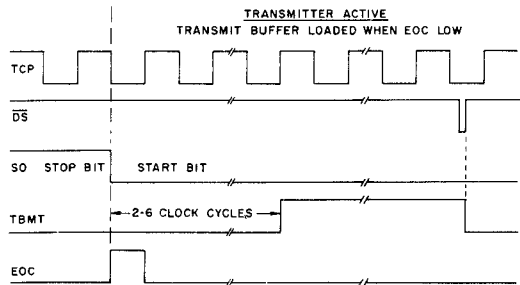 TRANSMITTER ACTIVE
TRANSMIT BUFFER LOADED WHEN EOC LOW
TCP
DS
SO STOP BIT START BIT
TBMT 2-6 CLOCK CYCLES
EOC